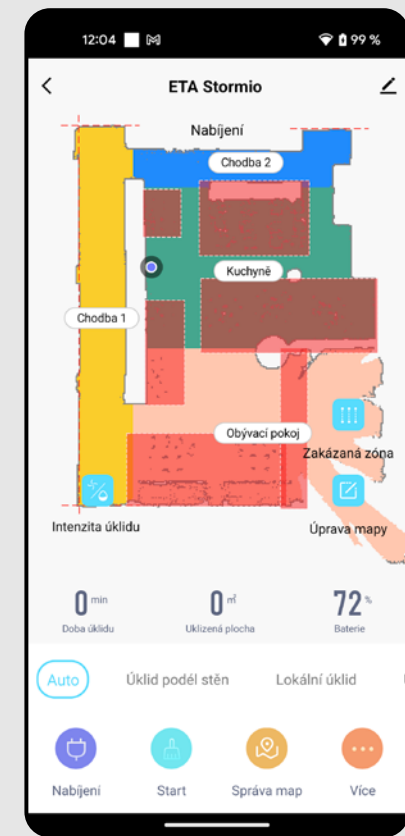 12:04
99 %
ETA Stormio
Nabíjení
Chodba 2
Kuchyně
Chodba 1
Obývací pokoj
Zakázaná zóna
Intenzita úklidu
Úprava mapy
0 min
0 ㎡
72 %
Doba úklidu
Uklizená plocha
Baterie
Auto
Úklid podél stěn
Lokální úklid
Nabíjení
Start
Správa map
Více